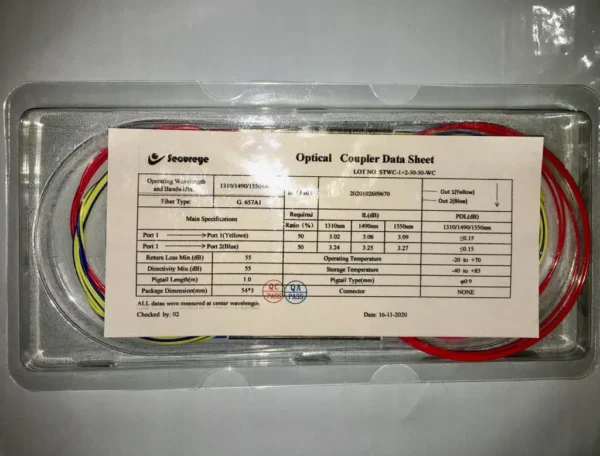 Secureye
Optical Coupler Data Sheet
LOT NO STWC-1×2-50-50-WC
Operating Wavelength and Bandwidth 1310/1490/1550 2020102609670 Out 1(Yellow) Out 2(Blue)
Fiber Type: G. 657A1
Main Specifications Required Ratio (%) IL(dB) PDL(dB)
1310nm 1490nm 1550nm 1310/1490/1550nm
Port 1 Port 1(Yellowe) 50 3.02 3.06 3.09 ≤0.15
Port 1 Port 2(Blue) 50 3.24 3.25 3.27 ≤0.15
Return Loss Min (dB) 55 Operating Temperature -20 to +70
Directivity Min (dB) 55 Storage Temperature -40 to +85
Pigtail Length(m) 1.0 Pigtail Type(mm) φ0.9
Package Dimension(mm) 54*3 Connector NONE
QC PASS
QA PASS
ALL datas were measured at center wavelength.
Checked by: 02 Date: 16-11-2020